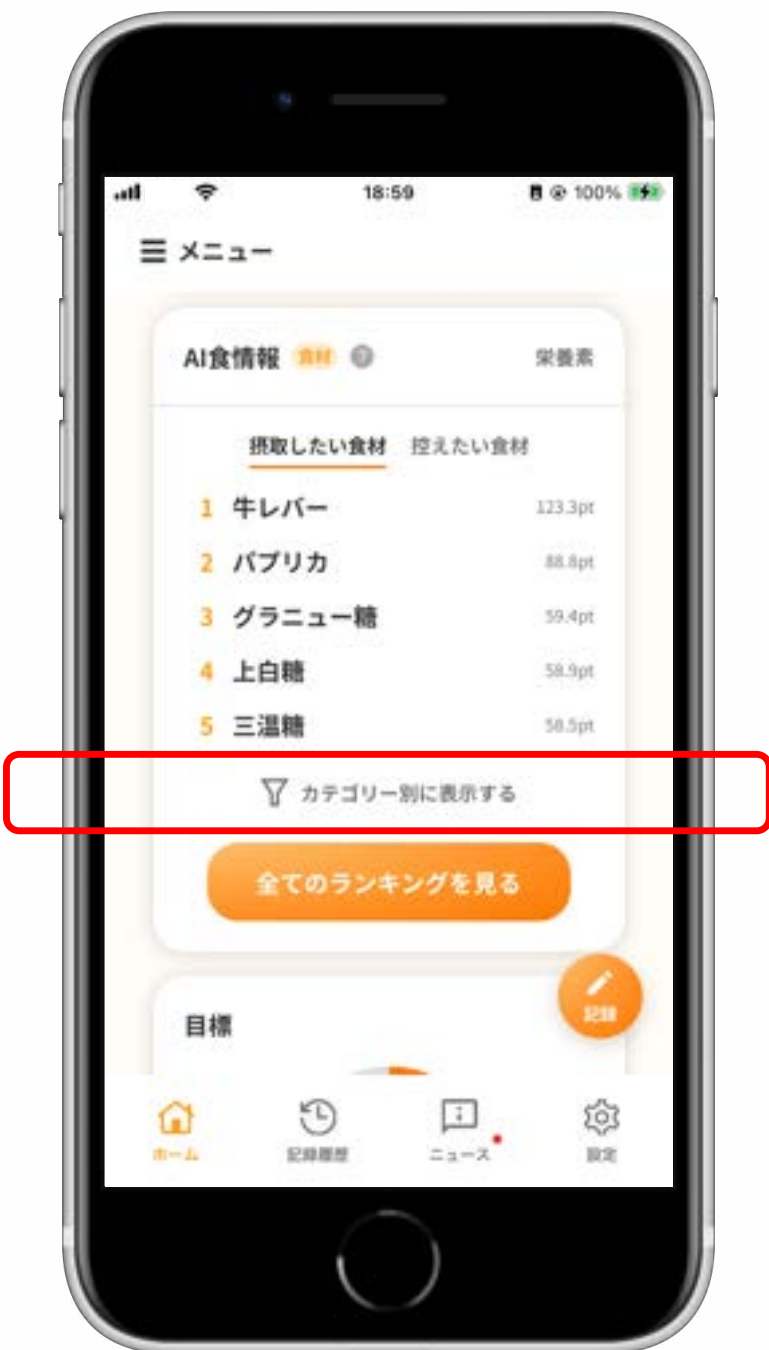 18:59 100%
メニュー
AI食情報 食材 ? 栄養素
摂取したい食材 控えたい食材
1 牛レバー 123.3pt
2 パプリカ 88.8pt
3 グラニュー糖 59.4pt
4 上白糖 58.9pt
5 三温糖 58.5pt
カテゴリー別に表示する
全てのランキングを見る
記録
目標
ホーム 記録履歴 ニュース 設定